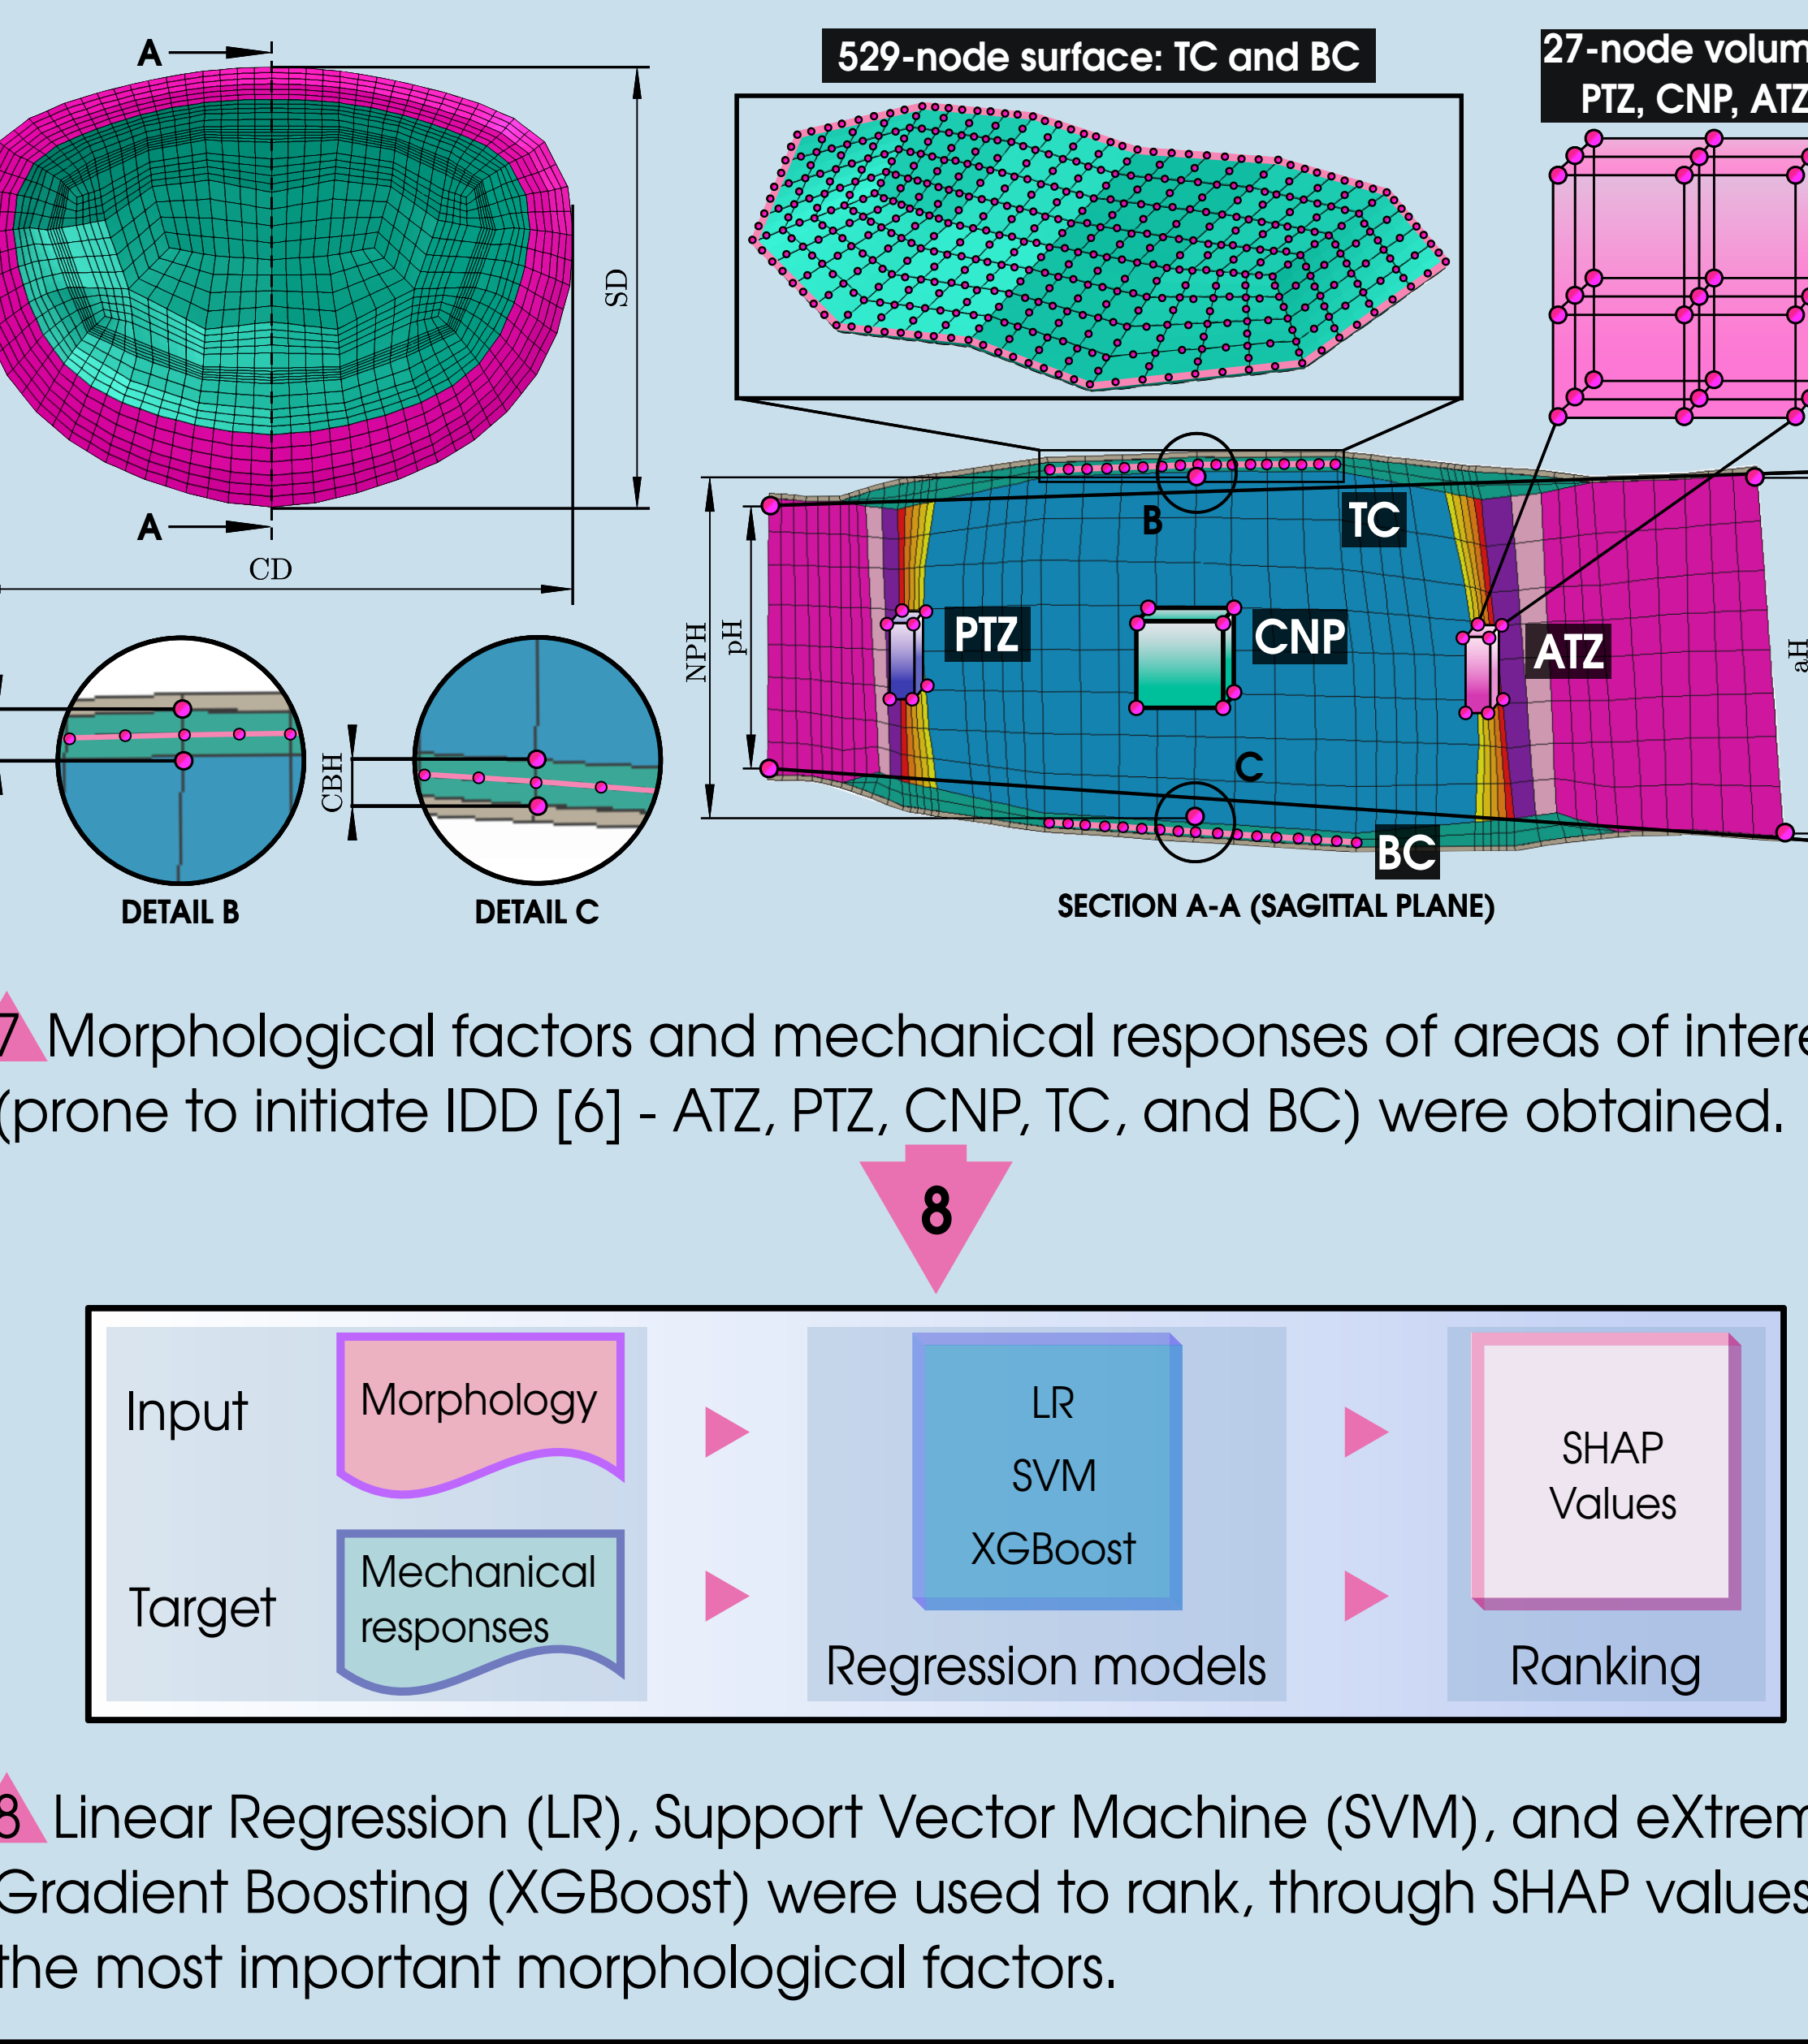 A
529-node surface: TC and BC
27-node volum
PTZ, CNP, ATZ
SD
A
CD
B
TC
NPH
pH
PTZ
CNP
ATZ
aH
CBH
C
BC
DETAIL B
DETAIL C
SECTION A-A (SAGITTAL PLANE)
7 Morphological factors and mechanical responses of areas of intere
(prone to initiate IDD [6] - ATZ, PTZ, CNP, TC, and BC) were obtained.
8
Input
Morphology
LR
SVM
XGBoost
SHAP
Values
Target
Mechanical
responses
Regression models
Ranking
8 Linear Regression (LR), Support Vector Machine (SVM), and eXtrem
Gradient Boosting (XGBoost) were used to rank, through SHAP values
the most important morphological factors.